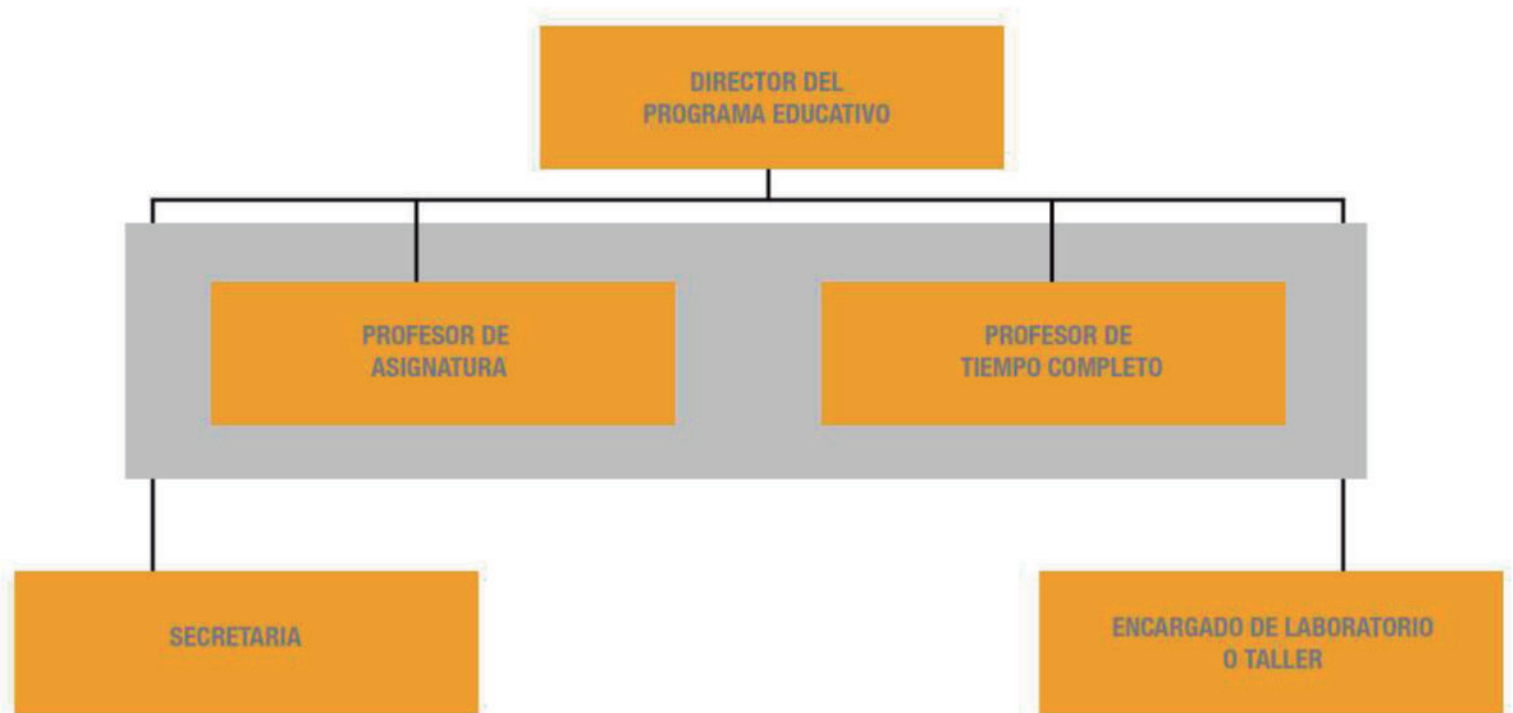 DIRECTOR DEL
PROGRAMA EDUCATIVO
PROFESOR DE
ASIGNATURA
PROFESOR DE
TIEMPO COMPLETO
SECRETARIA
ENCARGADO DE LABORATORIO
O TALLER